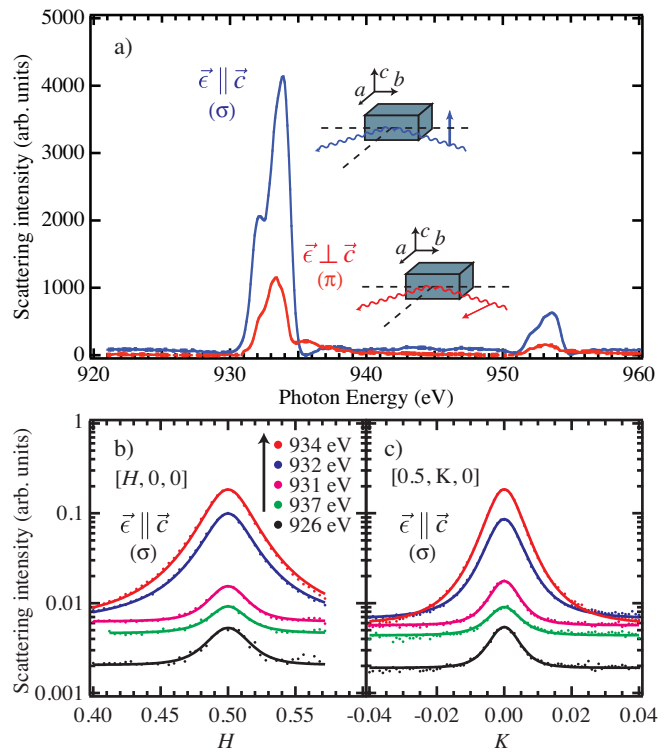 5000
4000
3000
2000
1000
0
Scattering intensity (arb. units)
a)
ϵ⃗ ∥ c⃗
(σ)
c
b
a
ϵ⃗ ⊥ c⃗
(π)
c
b
a
920
930
940
950
960
Photon Energy (eV)
1
0.1
0.01
0.001
Scattering intensity (arb. units)
b)
[H, 0, 0]
ϵ⃗ ∥ c⃗
(σ)
934 eV
932 eV
931 eV
937 eV
926 eV
0.40
0.45
0.50
0.55
H
c)
[0.5, K, 0]
ϵ⃗ ∥ c⃗
(σ)
-0.04
-0.02
0.00
0.02
0.04
K